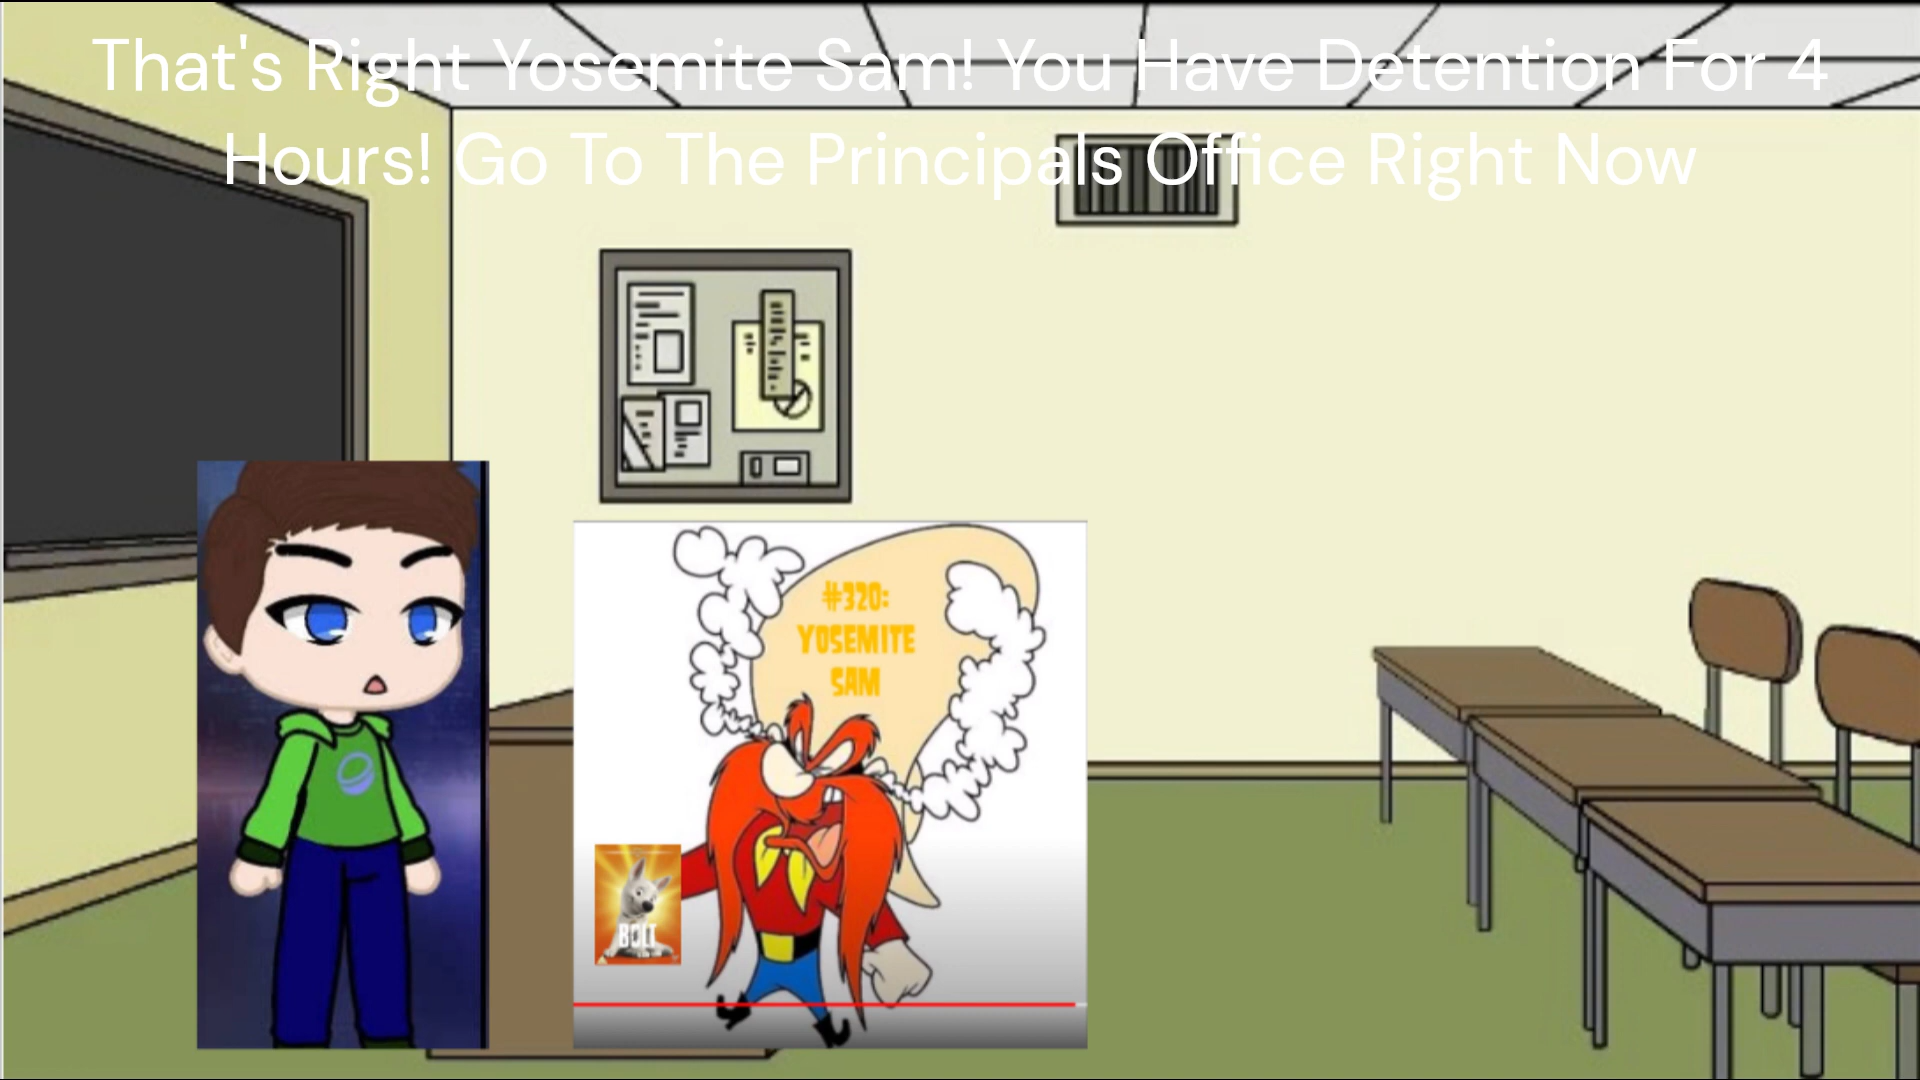 That's Right Yosemite Sam! You Have Detention For 4
Hours! Go To The Principals Office Right Now
#320:
YOSEMITE
SAM
BOLT